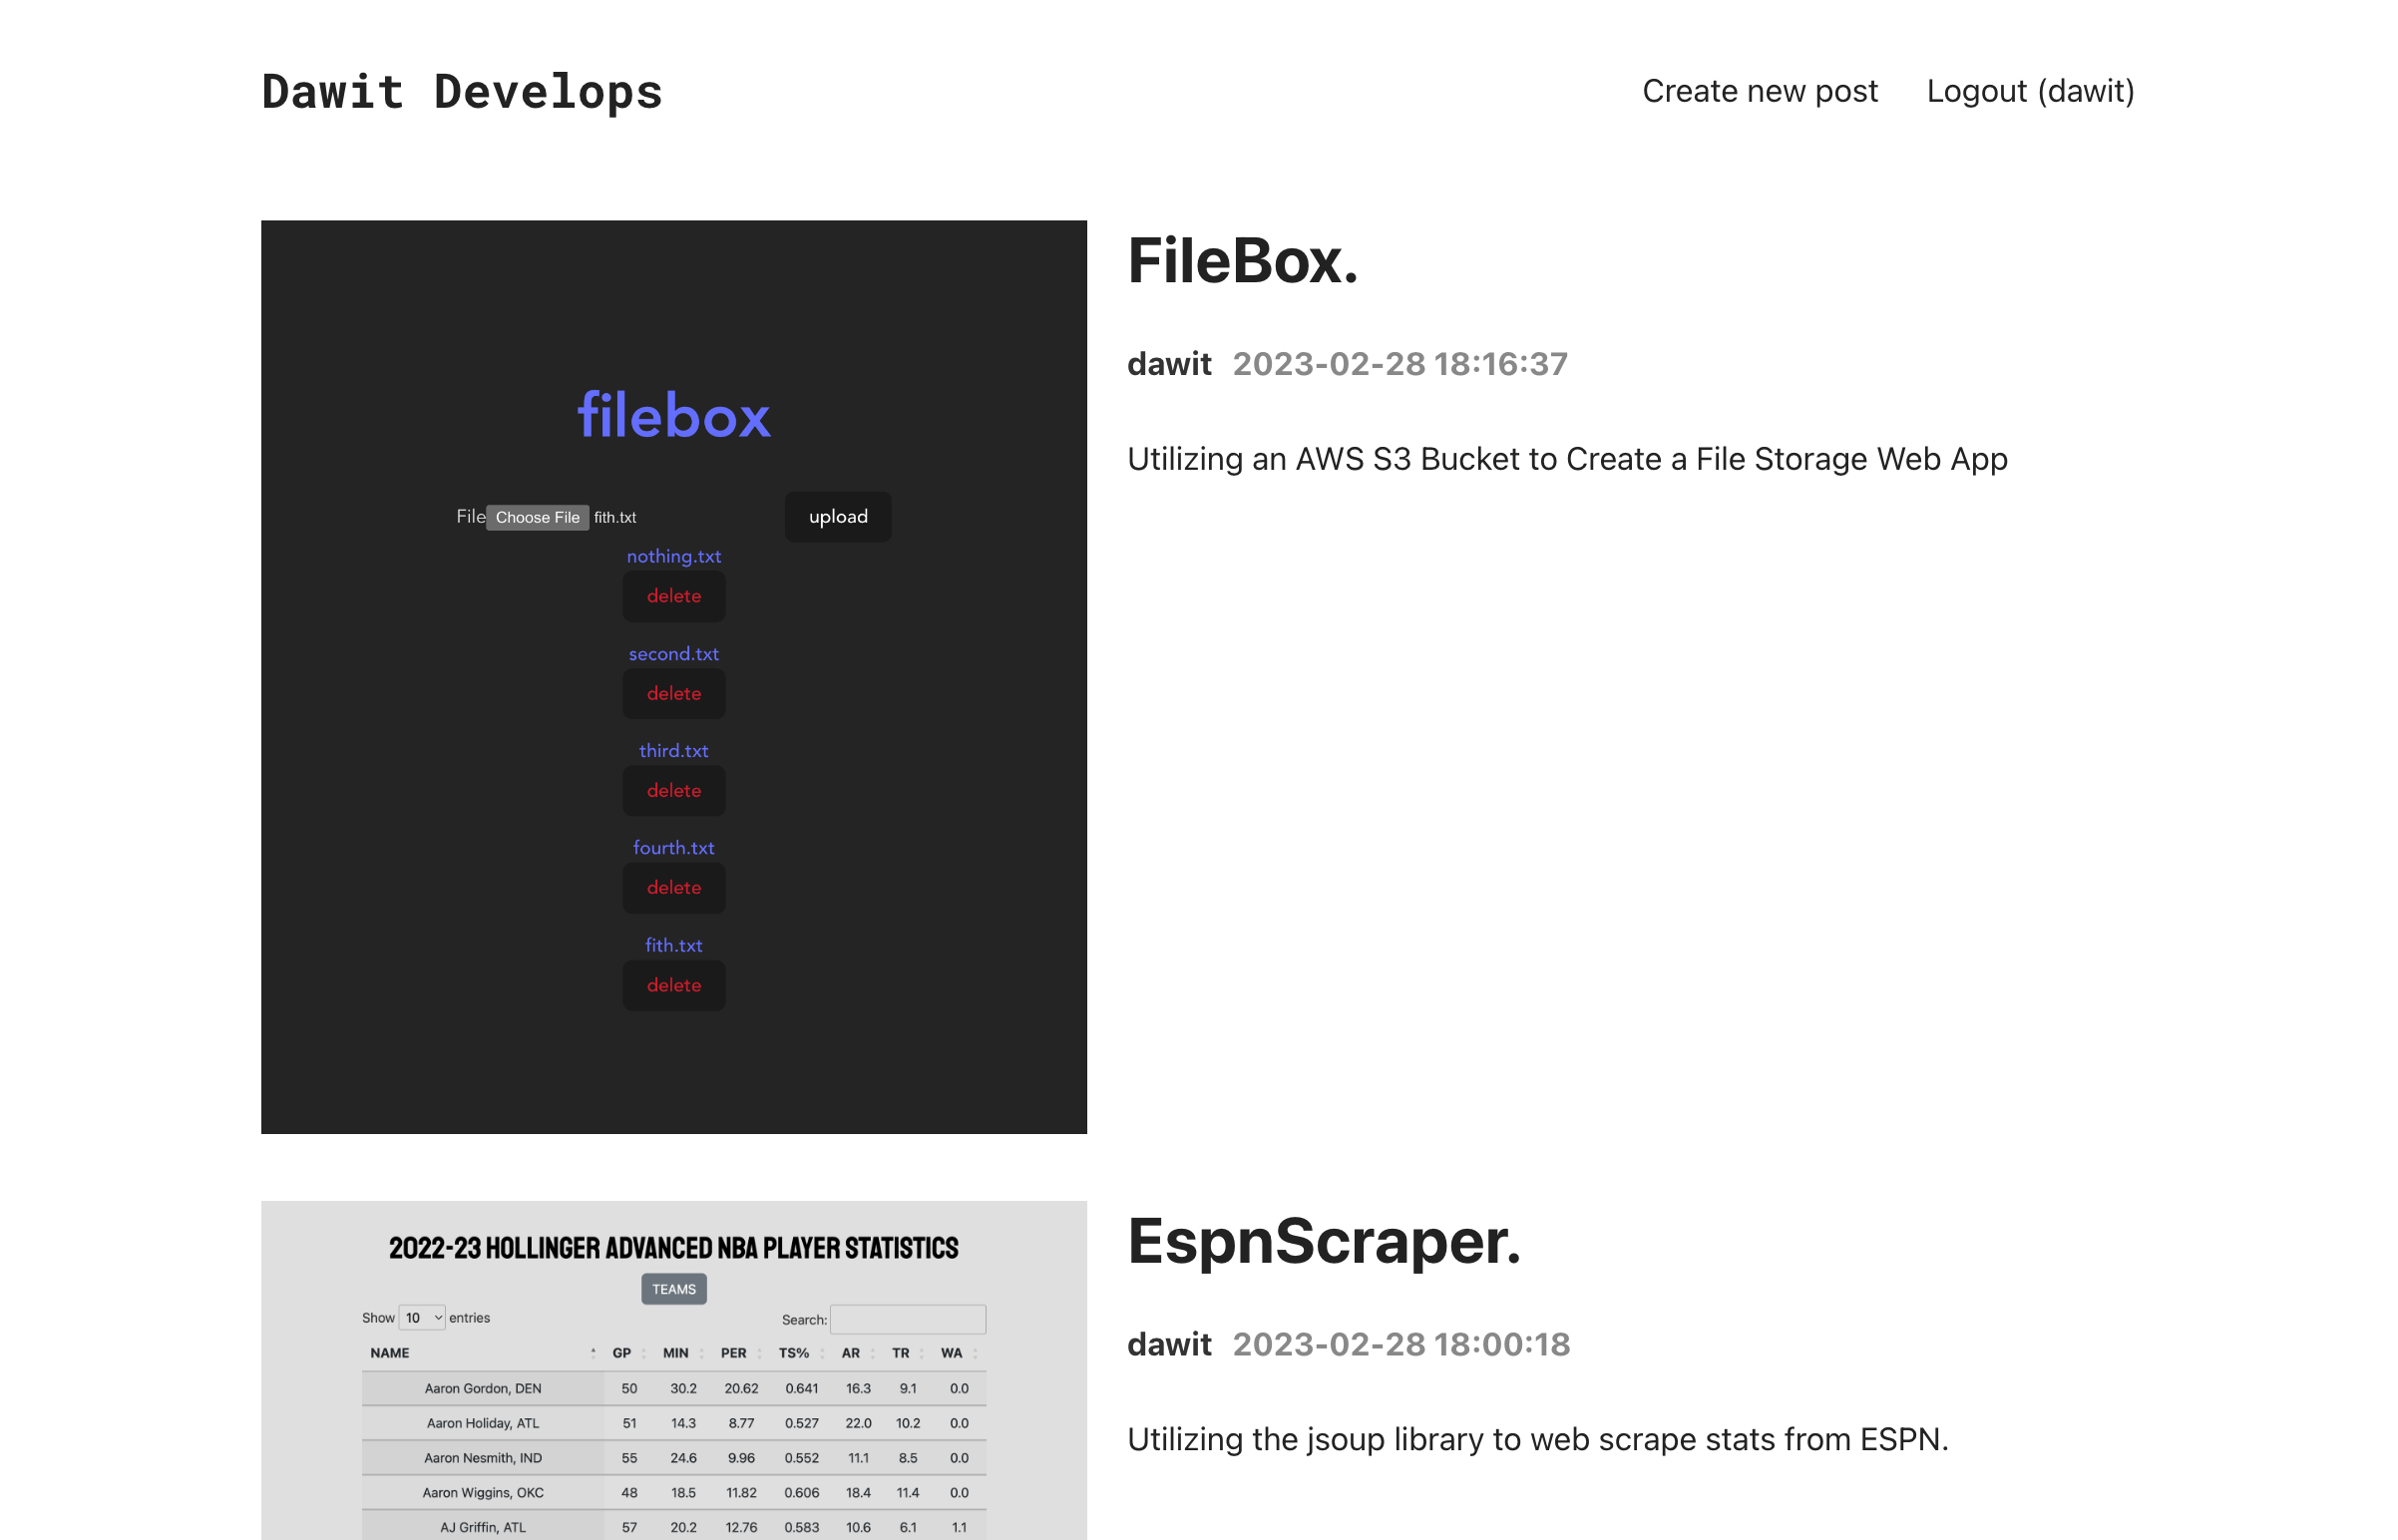 Dawit Develops
Create new post Logout (dawit)
filebox
File Choose File fith.txt upload
nothing.txt
delete
second.txt
delete
third.txt
delete
fourth.txt
delete
fith.txt
delete
FileBox.
dawit 2023-02-28 18:16:37
Utilizing an AWS S3 Bucket to Create a File Storage Web App
2022-23 HOLLINGER ADVANCED NBA PLAYER STATISTICS
TEAMS
Show 10 entries Search:
NAME GP MIN PER TS% AR TR WA
Aaron Gordon, DEN 50 30.2 20.62 0.641 16.3 9.1 0.0
Aaron Holiday, ATL 51 14.3 8.77 0.527 22.0 10.2 0.0
Aaron Nesmith, IND 55 24.6 9.96 0.552 11.1 8.5 0.0
Aaron Wiggins, OKC 48 18.5 11.82 0.606 18.4 11.4 0.0
AJ Griffin, ATL 57 20.2 12.76 0.583 10.6 6.1 1.1
EspnScraper.
dawit 2023-02-28 18:00:18
Utilizing the jsoup library to web scrape stats from ESPN.